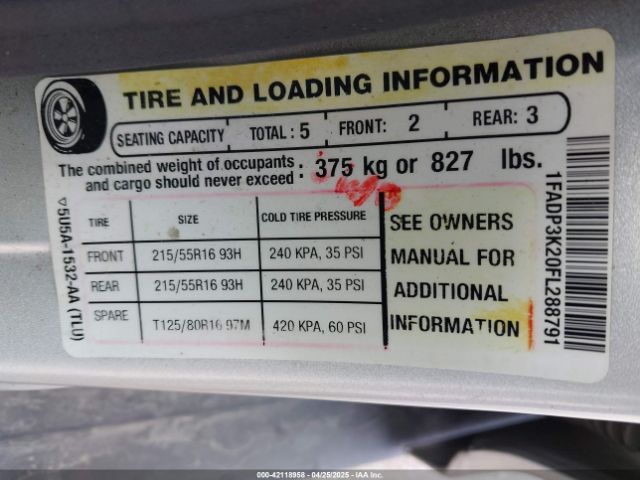 TIRE AND LOADING INFORMATION
SEATING CAPACITY TOTAL : 5 FRONT: 2 REAR: 3
The combined weight of occupants
and cargo should never exceed : 375 kg or 827 lbs.
TIRE SIZE COLD TIRE PRESSURE
FRONT 215/55R16 93H 240 KPA, 35 PSI
REAR 215/55R16 93H 240 KPA, 35 PSI
SPARE T125/80R16 97M 420 KPA, 60 PSI
SEE OWNERS
MANUAL FOR
ADDITIONAL
INFORMATION
5U5A-1532-AA (TLU)
1FADP3K20FL288791
000-42118958 - 04/25/2025 - IAA Inc.